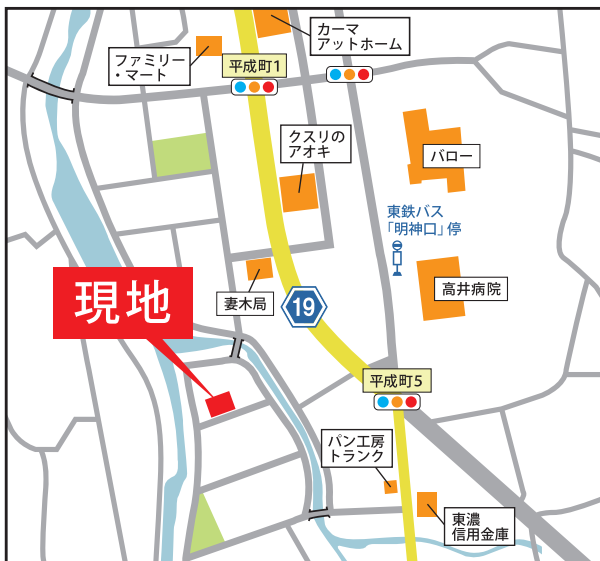 カーマ
アットホーム
ファミリー
・マート
平成町1
クスリの
アオキ
バロー
東鉄バス
「明神口」停
妻木局
高井病院
現地
19
平成町5
パン工房
トランク
東濃
信用金庫